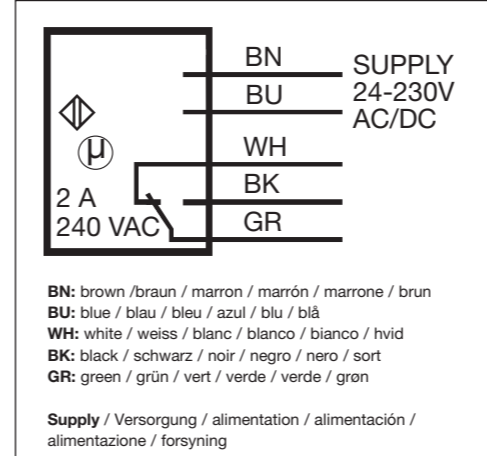 BN
BU
SUPPLY
24-230V
AC/DC
WH
BK
GR
µ
2 A
240 VAC
BN: brown /braun / marron / marrón / marrone / brun
BU: blue / blau / bleu / azul / blu / blå
WH: white / weiss / blanc / blanco / bianco / hvid
BK: black / schwarz / noir / negro / nero / sort
GR: green / grün / vert / verde / verde / grøn
Supply / Versorgung / alimentation / alimentación /
alimentazione / forsyning